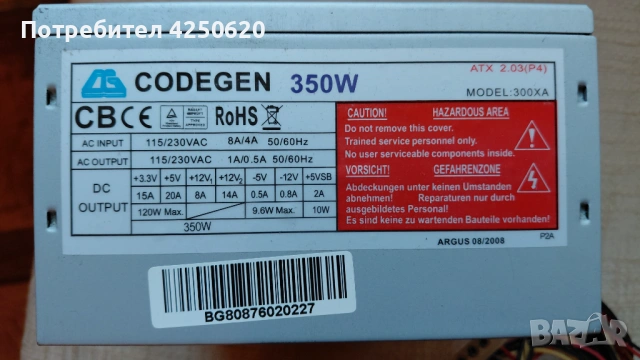 Потребител 4250620
CODEGEN 350W
ATX 2.03(P4)
MODEL:300XA
CB CE RoHS
AC INPUT 115/230VAC 8A/4A 50/60Hz
AC OUTPUT 115/230VAC 1A/0.5A 50/60Hz
DC OUTPUT
+3.3V +5V +12V1 +12V2 -5V -12V +5VSB
15A 20A 8A 14A 0.5A 0.8A 2A
120W Max. 9.6W Max. 10W
350W
CAUTION! HAZARDOUS AREA
Do not remove this cover.
Trained service personnel only.
No user serviceable components inside.
VORSICHT! GEFAHRENZONE
Abdeckungen unter keinen Umstanden
abnehmen! Reparaturen nur durch
ausgebildetes Personal!
Es sind keine zu wartenden Bauteile vorhanden!
ARGUS 08/2008
P2A
BG80876020227
BAZAR